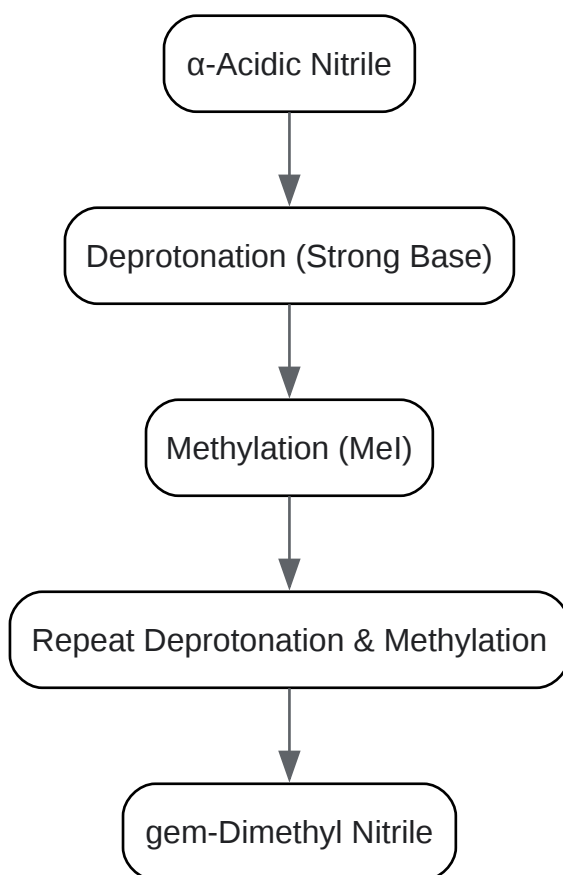 α-Acidic Nitrile
Deprotonation (Strong Base)
Methylation (MeI)
Repeat Deprotonation & Methylation
gem-Dimethyl Nitrile